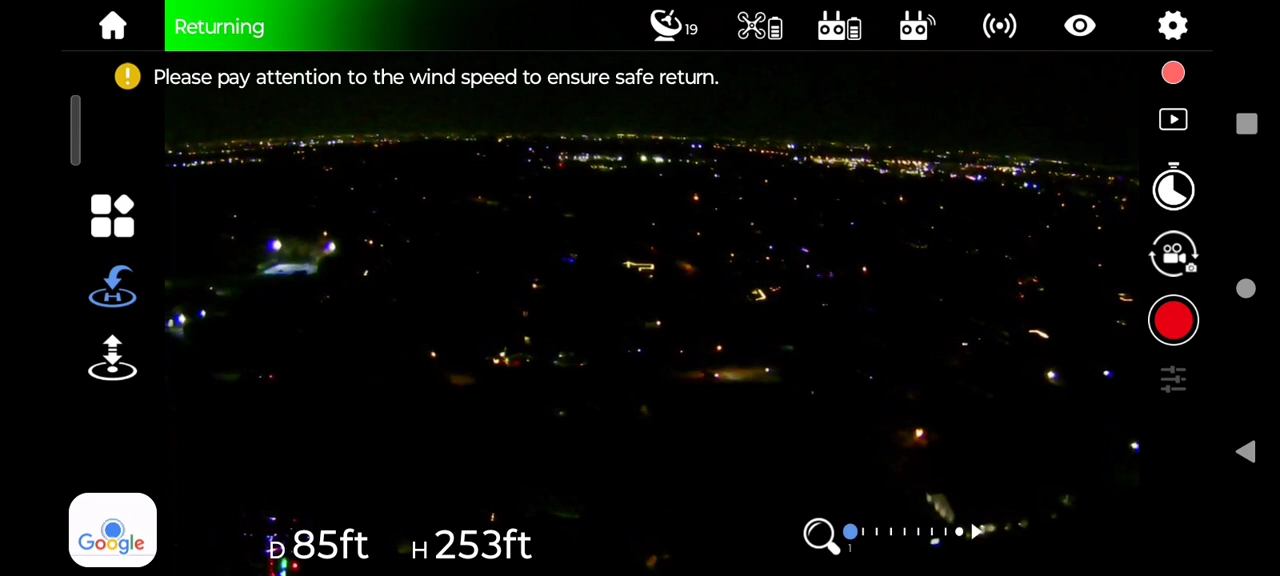 Returning
19
Please pay attention to the wind speed to ensure safe return.
H
Google
D 85ft H 253ft
1